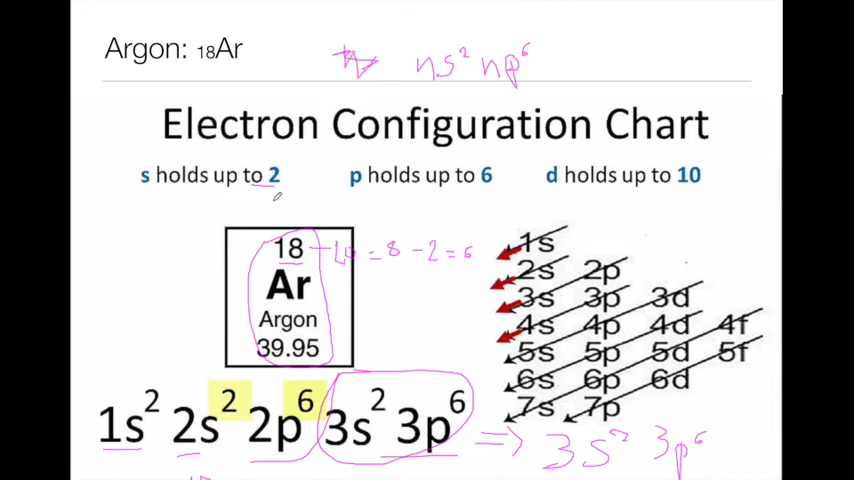 Argon: ₁₈Ar
ns² np⁶
Electron Configuration Chart
s holds up to 2 p holds up to 6 d holds up to 10
18 - 10 = 8 - 2 = 6
Ar
Argon
39.95
1s
2s 2p
3s 3p 3d
4s 4p 4d 4f
5s 5p 5d 5f
6s 6p 6d
7s 7p
1s² 2s² 2p⁶ 3s² 3p⁶ ⇒ 3s² 3p⁶